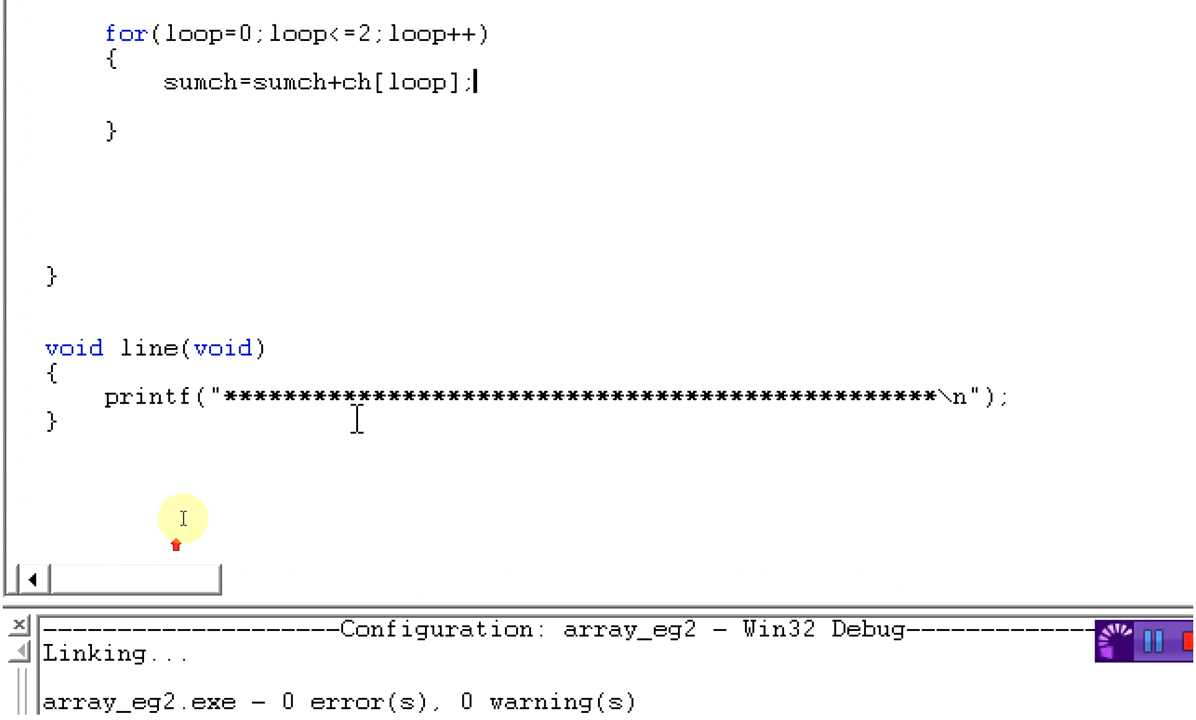 for(loop=0;loop<=2;loop++)
{
sumch=sumch+ch[loop];
}
}
void line(void)
{
printf("************************************************\n");
}
--------------------Configuration: array_eg2 - Win32 Debug-------------
Linking...
array_eg2.exe - 0 error(s), 0 warning(s)